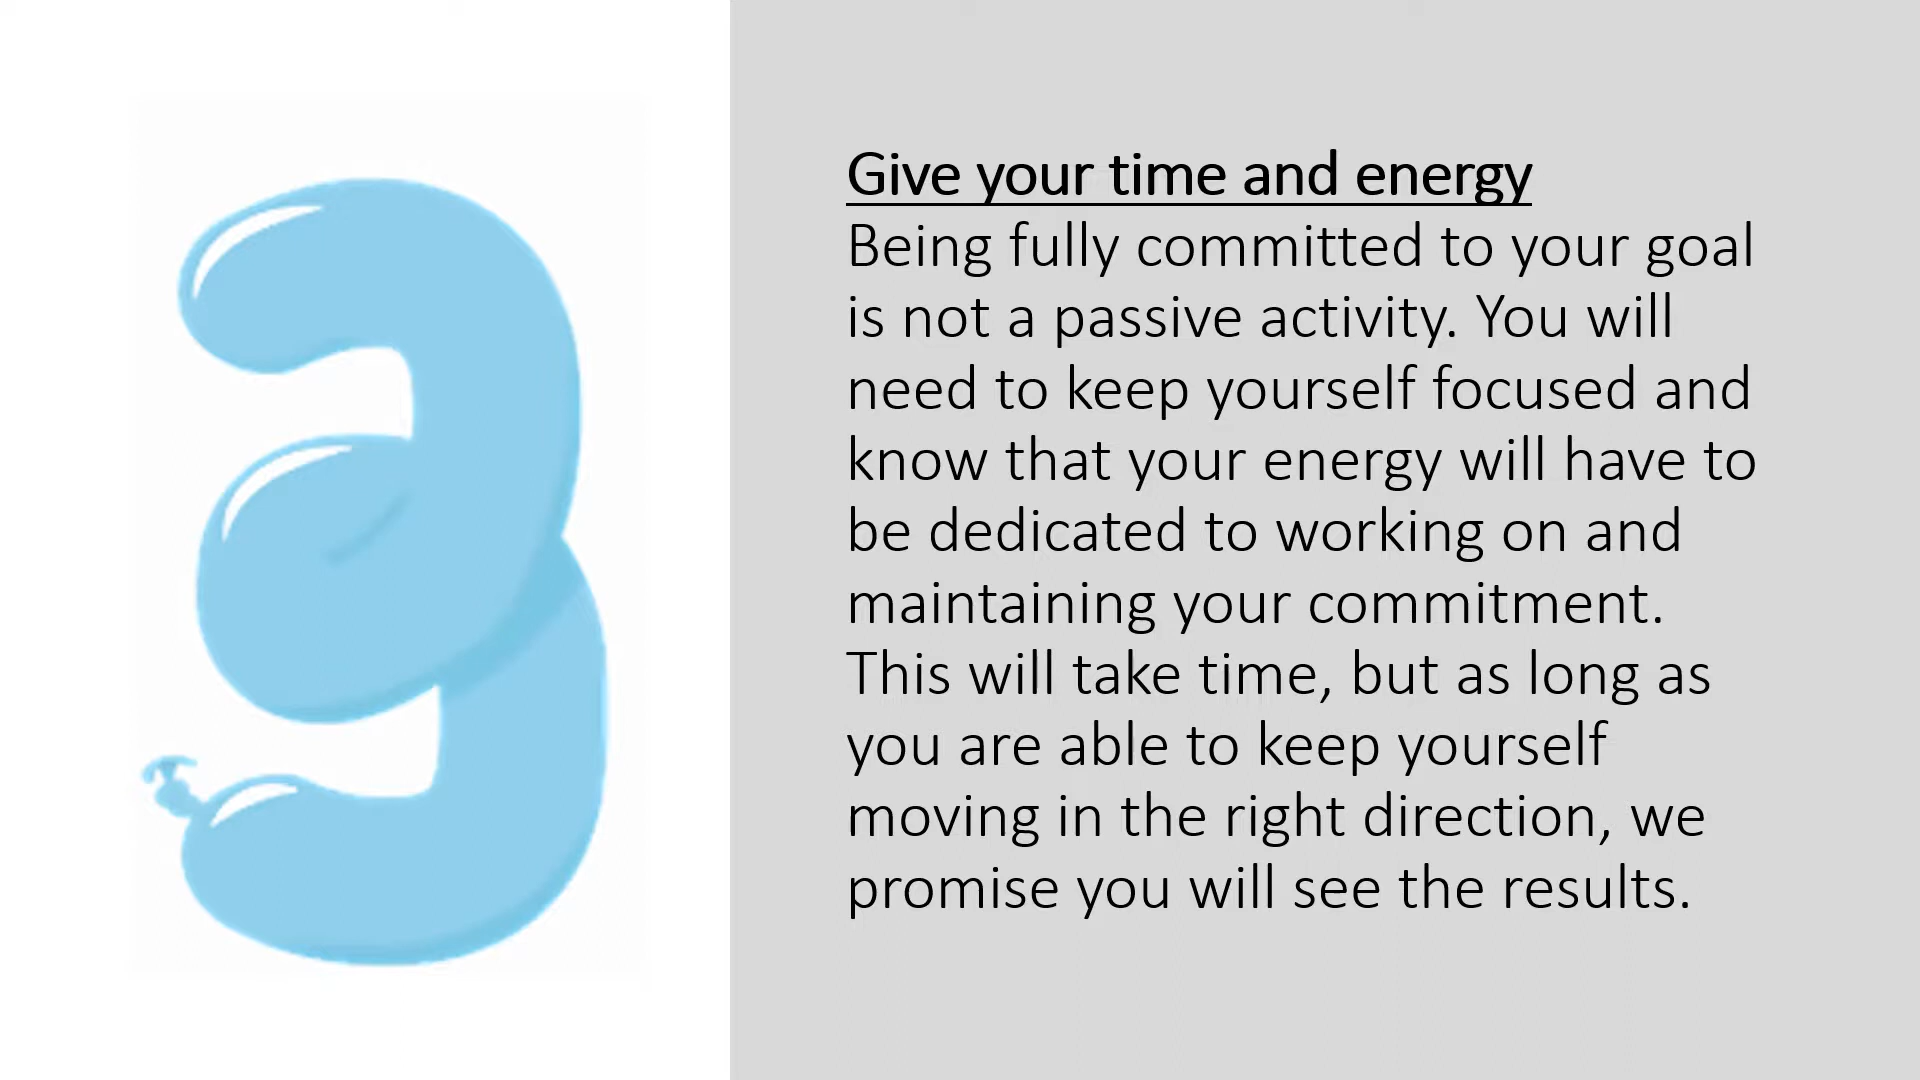 3
Give your time and energy
Being fully committed to your goal
is not a passive activity. You will
need to keep yourself focused and
know that your energy will have to
be dedicated to working on and
maintaining your commitment.
This will take time, but as long as
you are able to keep yourself
moving in the right direction, we
promise you will see the results.